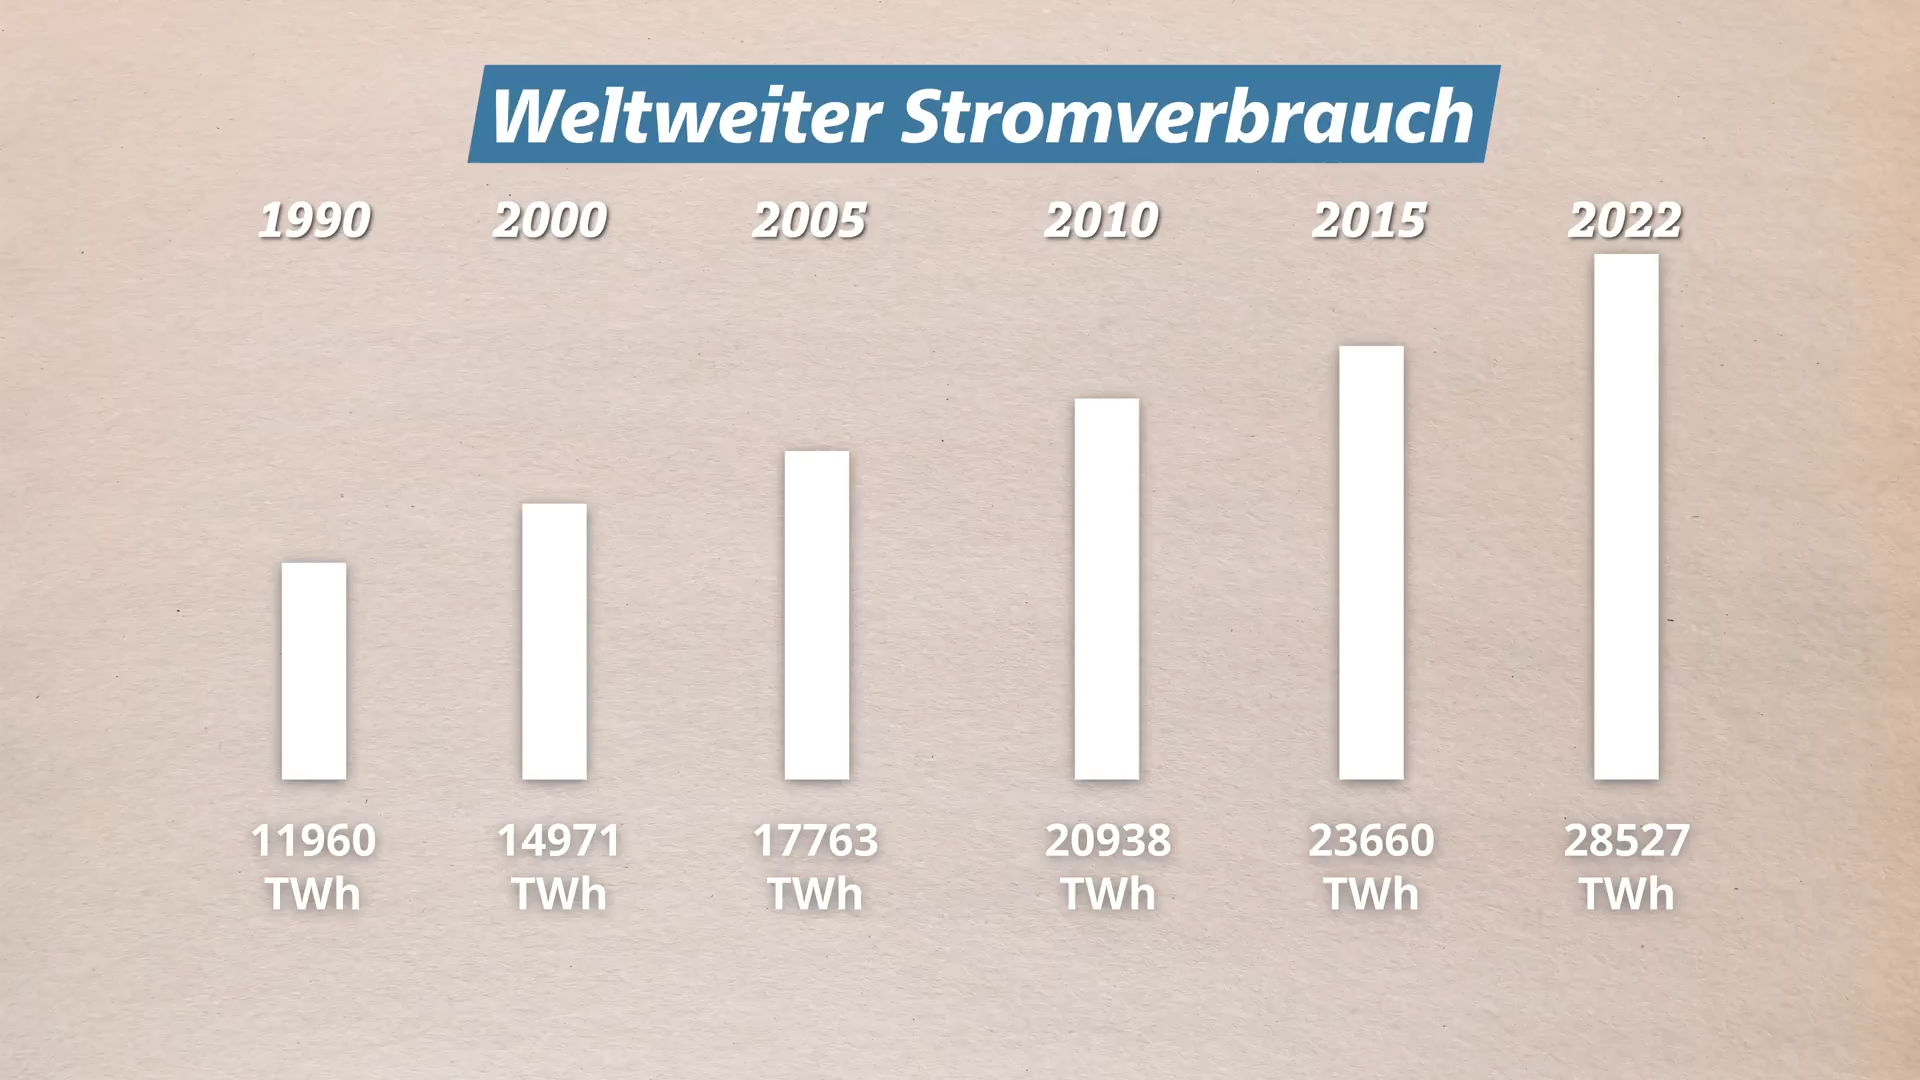 Weltweiter Stromverbrauch
1990 2000 2005 2010 2015 2022
11960 14971 17763 20938 23660 28527
TWh TWh TWh TWh TWh TWh